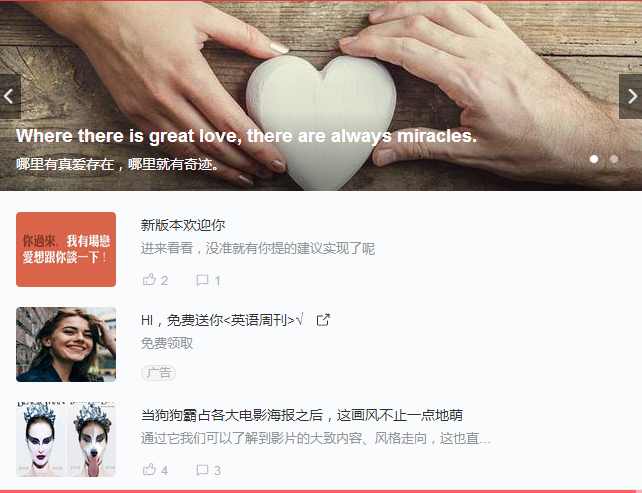 Where there is great love, there are always miracles.
哪里有真爱存在，哪里就有奇迹。
你過來，我有場戀
愛想跟你談一下！
新版本欢迎你
进来看看，没准就有你提的建议实现了呢
2 1
HI，免费送你<英语周刊>√
免费领取
广告
当狗狗霸占各大电影海报之后，这画风不止一点地萌
通过它我们可以了解到影片的大致内容、风格走向，这也直...
4 3